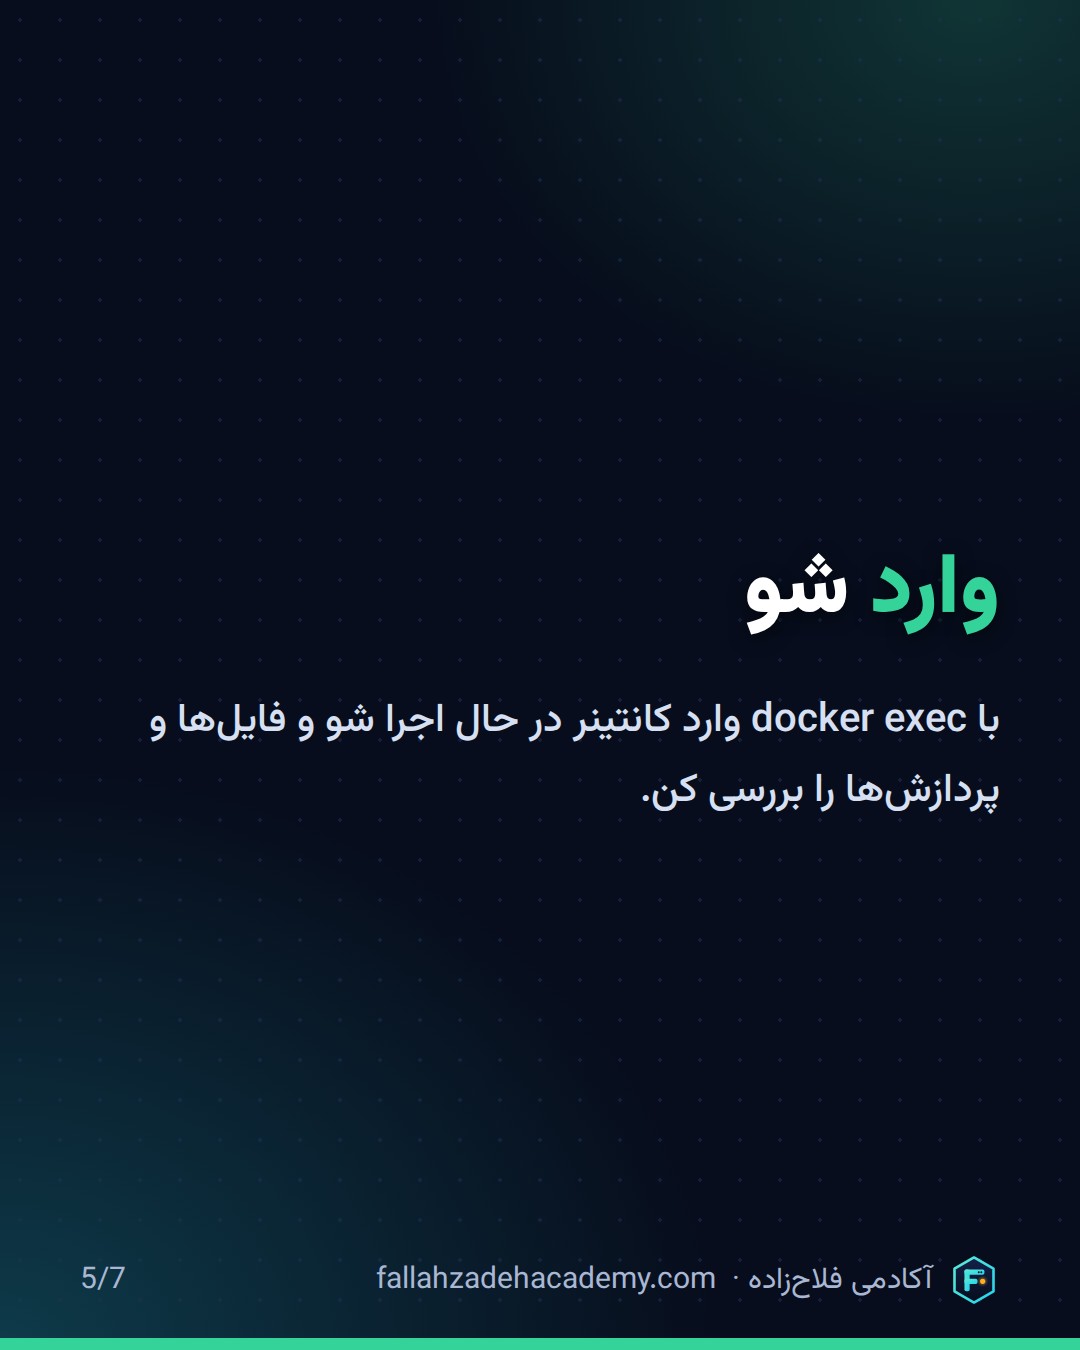 وارد شو
با docker exec وارد کانتینر در حال اجرا شو و فایل‌ها و
پردازش‌ها را بررسی کن.
آکادمی فلاح‌زاده · fallahzadehacademy.com
5/7